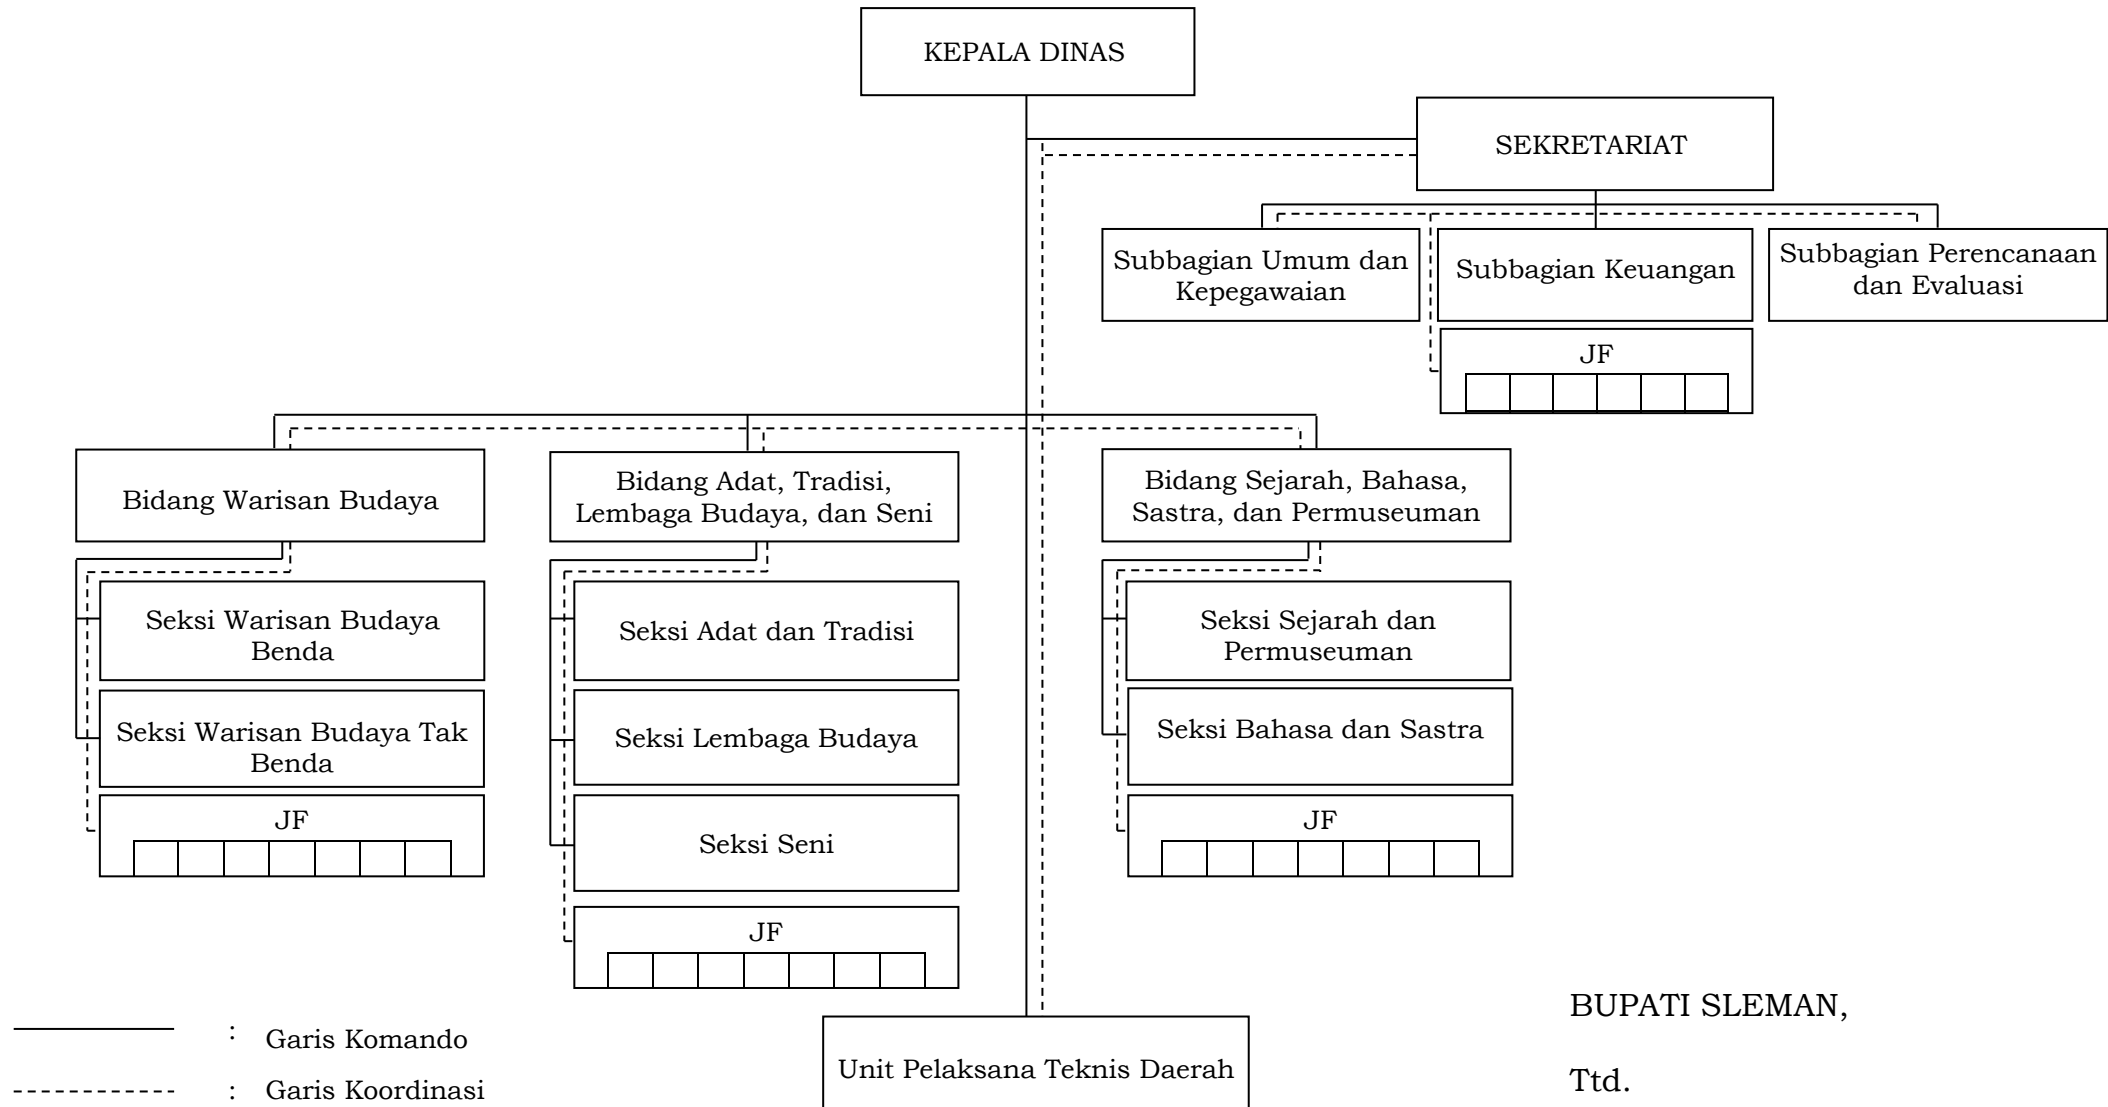 KEPALA DINAS
SEKRETARIAT
Subbagian Umum dan
Kepegawaian
Subbagian Keuangan
Subbagian Perencanaan
dan Evaluasi
JF
Bidang Warisan Budaya
Bidang Adat, Tradisi,
Lembaga Budaya, dan Seni
Bidang Sejarah, Bahasa,
Sastra, dan Permuseuman
Seksi Warisan Budaya
Benda
Seksi Warisan Budaya Tak
Benda
JF
Seksi Adat dan Tradisi
Seksi Lembaga Budaya
Seksi Seni
JF
Seksi Sejarah dan
Permuseuman
Seksi Bahasa dan Sastra
JF
Unit Pelaksana Teknis Daerah
: Garis Komando
: Garis Koordinasi
BUPATI SLEMAN,
Ttd.